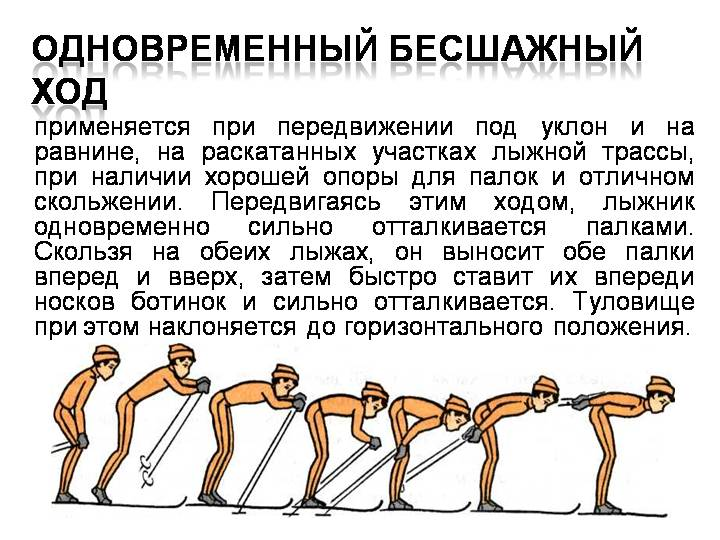 ОДНОВРЕМЕННЫЙ БЕСШАЖНЫЙ
ХОД
применяется при передвижении под уклон и на
равнине, на раскатанных участках лыжной трассы,
при наличии хорошей опоры для палок и отличном
скольжении. Передвигаясь этим ходом, лыжник
одновременно сильно отталкивается палками.
Скользя на обеих лыжах, он выносит обе палки
вперед и вверх, затем быстро ставит их впереди
носков ботинок и сильно отталкивается. Туловище
при этом наклоняется до горизонтального положения.